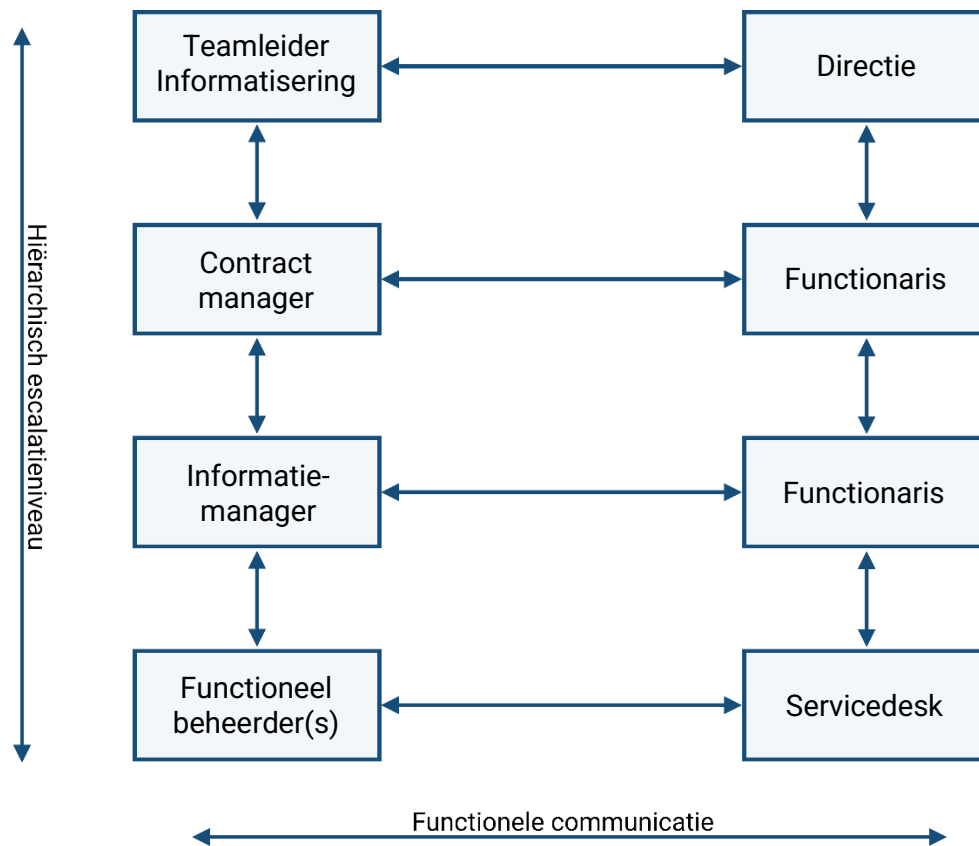 Teamleider
Informatisering
Directie
Contract
manager
Functionaris
Informatie-
manager
Functionaris
Functioneel
beheerder(s)
Servicedesk
Hiërarchisch escalatieniveau
Functionele communicatie